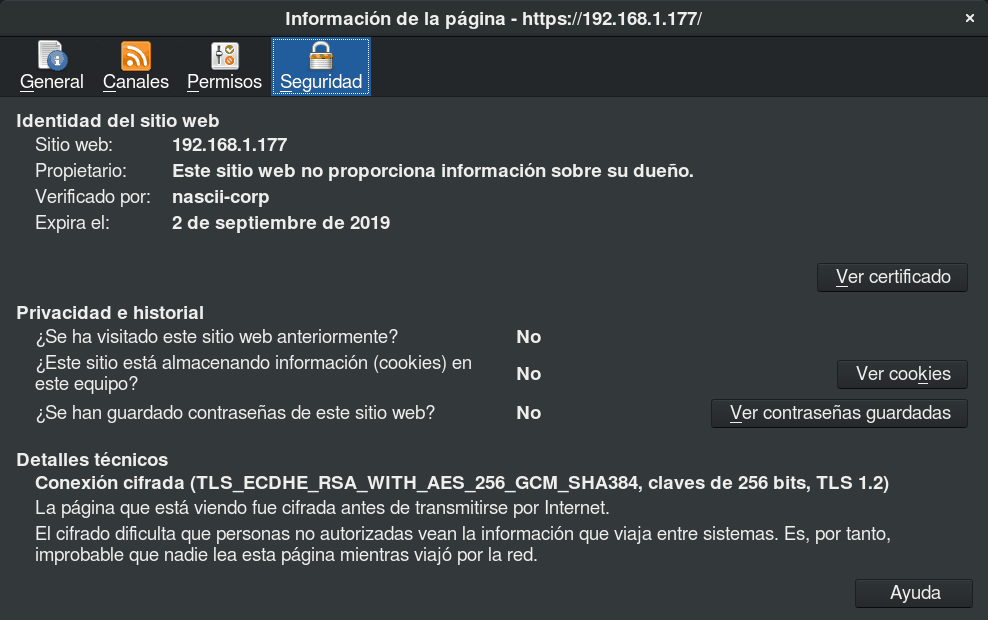 Información de la página - https://192.168.1.177/
×
General Canales Permisos Seguridad
Identidad del sitio web
Sitio web: 192.168.1.177
Propietario: Este sitio web no proporciona información sobre su dueño.
Verificado por: nascii-corp
Expira el: 2 de septiembre de 2019
Ver certificado
Privacidad e historial
¿Se ha visitado este sitio web anteriormente? No
¿Este sitio está almacenando información (cookies) en
este equipo? No Ver cookies
¿Se han guardado contraseñas de este sitio web? No Ver contraseñas guardadas
Detalles técnicos
Conexión cifrada (TLS_ECDHE_RSA_WITH_AES_256_GCM_SHA384, claves de 256 bits, TLS 1.2)
La página que está viendo fue cifrada antes de transmitirse por Internet.
El cifrado dificulta que personas no autorizadas vean la información que viaja entre sistemas. Es, por tanto,
improbable que nadie lea esta página mientras viajó por la red.
Ayuda